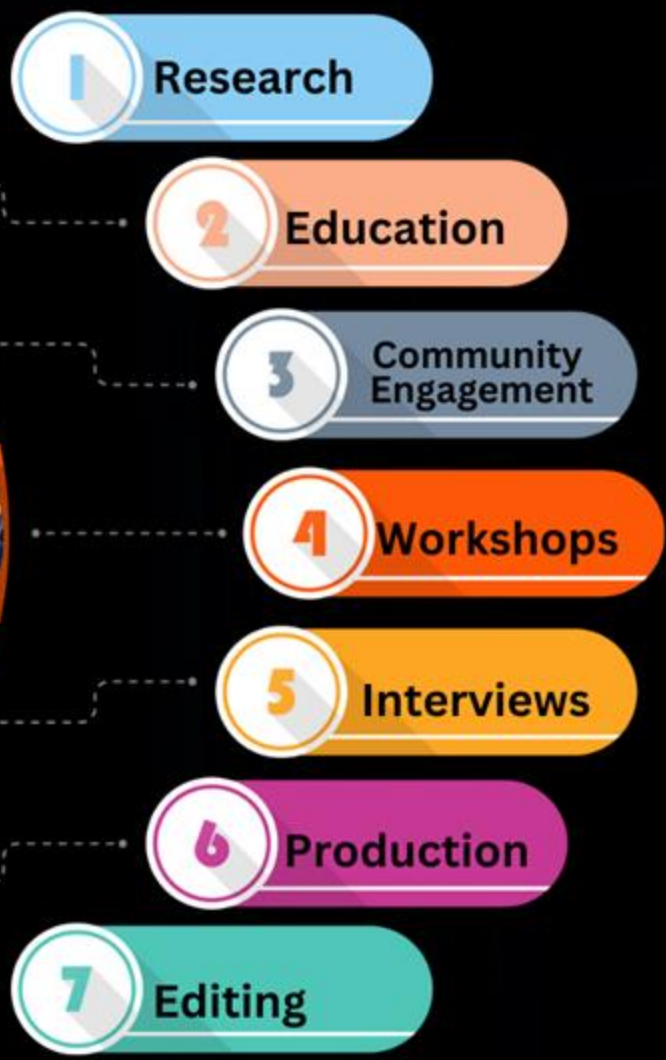 1 Research
2 Education
3 Community
Engagement
4 Workshops
5 Interviews
6 Production
7 Editing